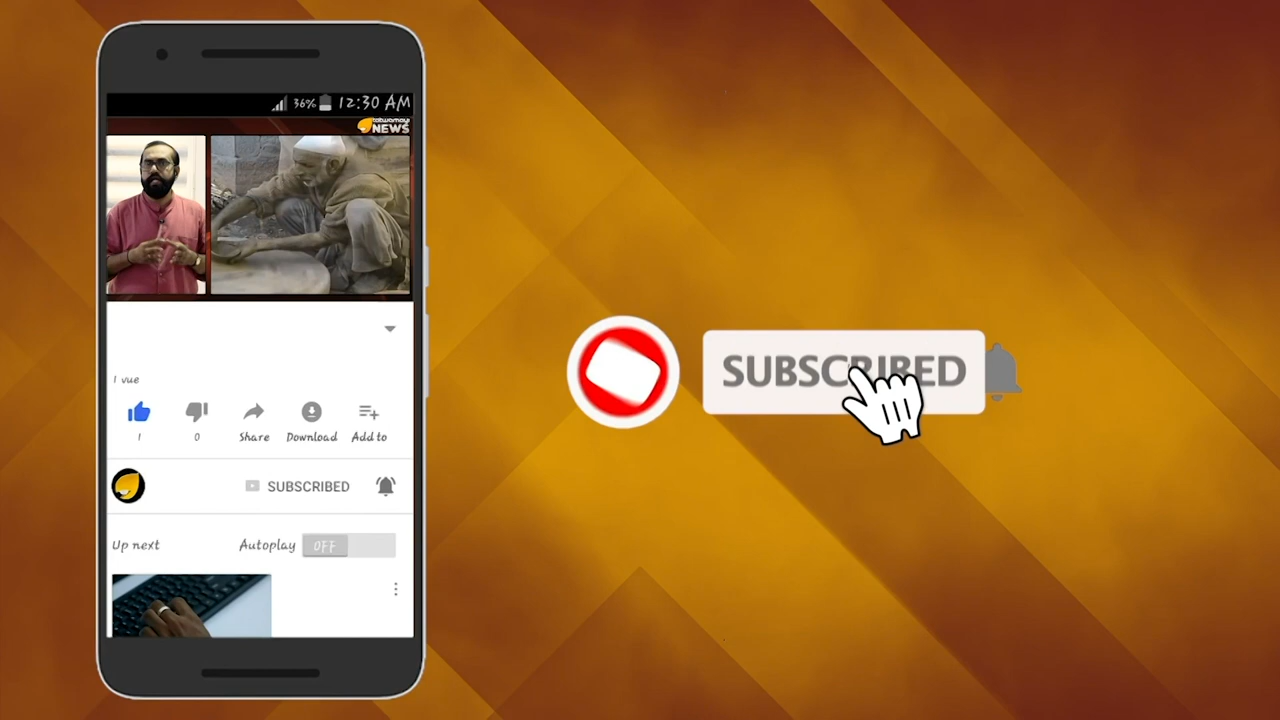 36% 12:30 AM
tatwamayi
NEWS
1 vue
1
0
Share
Download
Add to
SUBSCRIBED
Up next
Autoplay
OFF
SUBSCRIBED